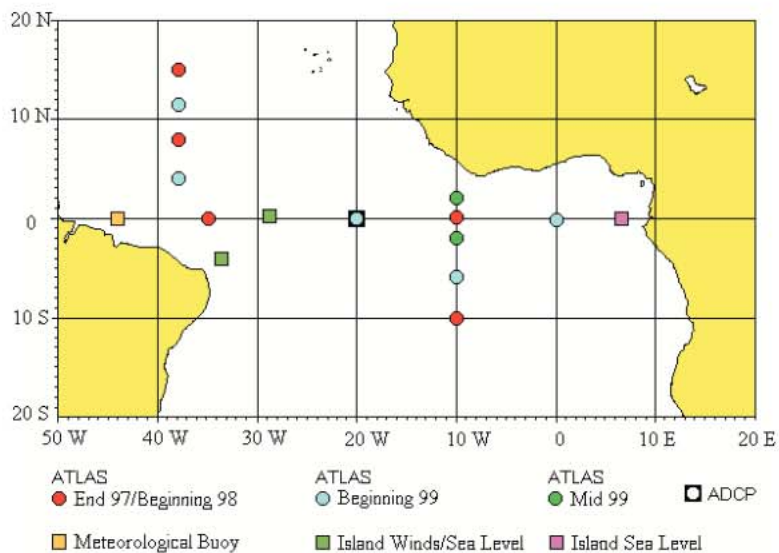 20 N
10 N
0
10 S
20 S
50 W 40 W 30 W 20 W 10 W 0 10 E 20 E
ATLAS ATLAS ATLAS
End 97/Beginning 98 Beginning 99 Mid 99 ADCP
Meteorological Buoy Island Winds/Sea Level Island Sea Level